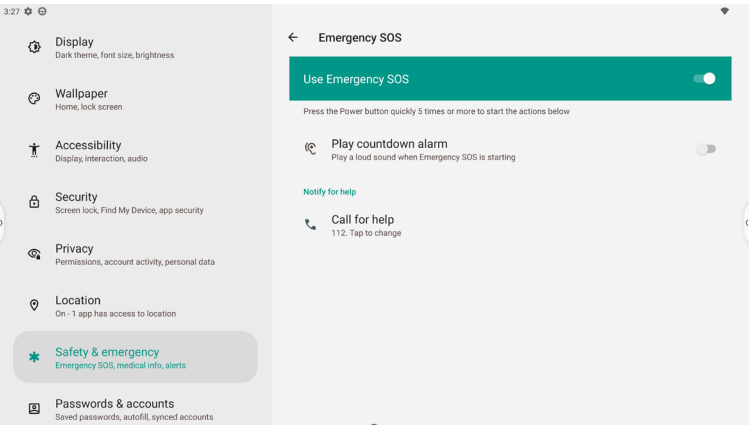 3:27
Display
Dark theme, font size, brightness
Wallpaper
Home, lock screen
Accessibility
Display, interaction, audio
Security
Screen lock, Find My Device, app security
Privacy
Permissions, account activity, personal data
Location
On - 1 app has access to location
Safety & emergency
Emergency SOS, medical info, alerts
Passwords & accounts
Saved passwords, autofill, synced accounts
Emergency SOS
Use Emergency SOS
Press the Power button quickly 5 times or more to start the actions below
Play countdown alarm
Play a loud sound when Emergency SOS is starting
Notify for help
Call for help
112. Tap to change